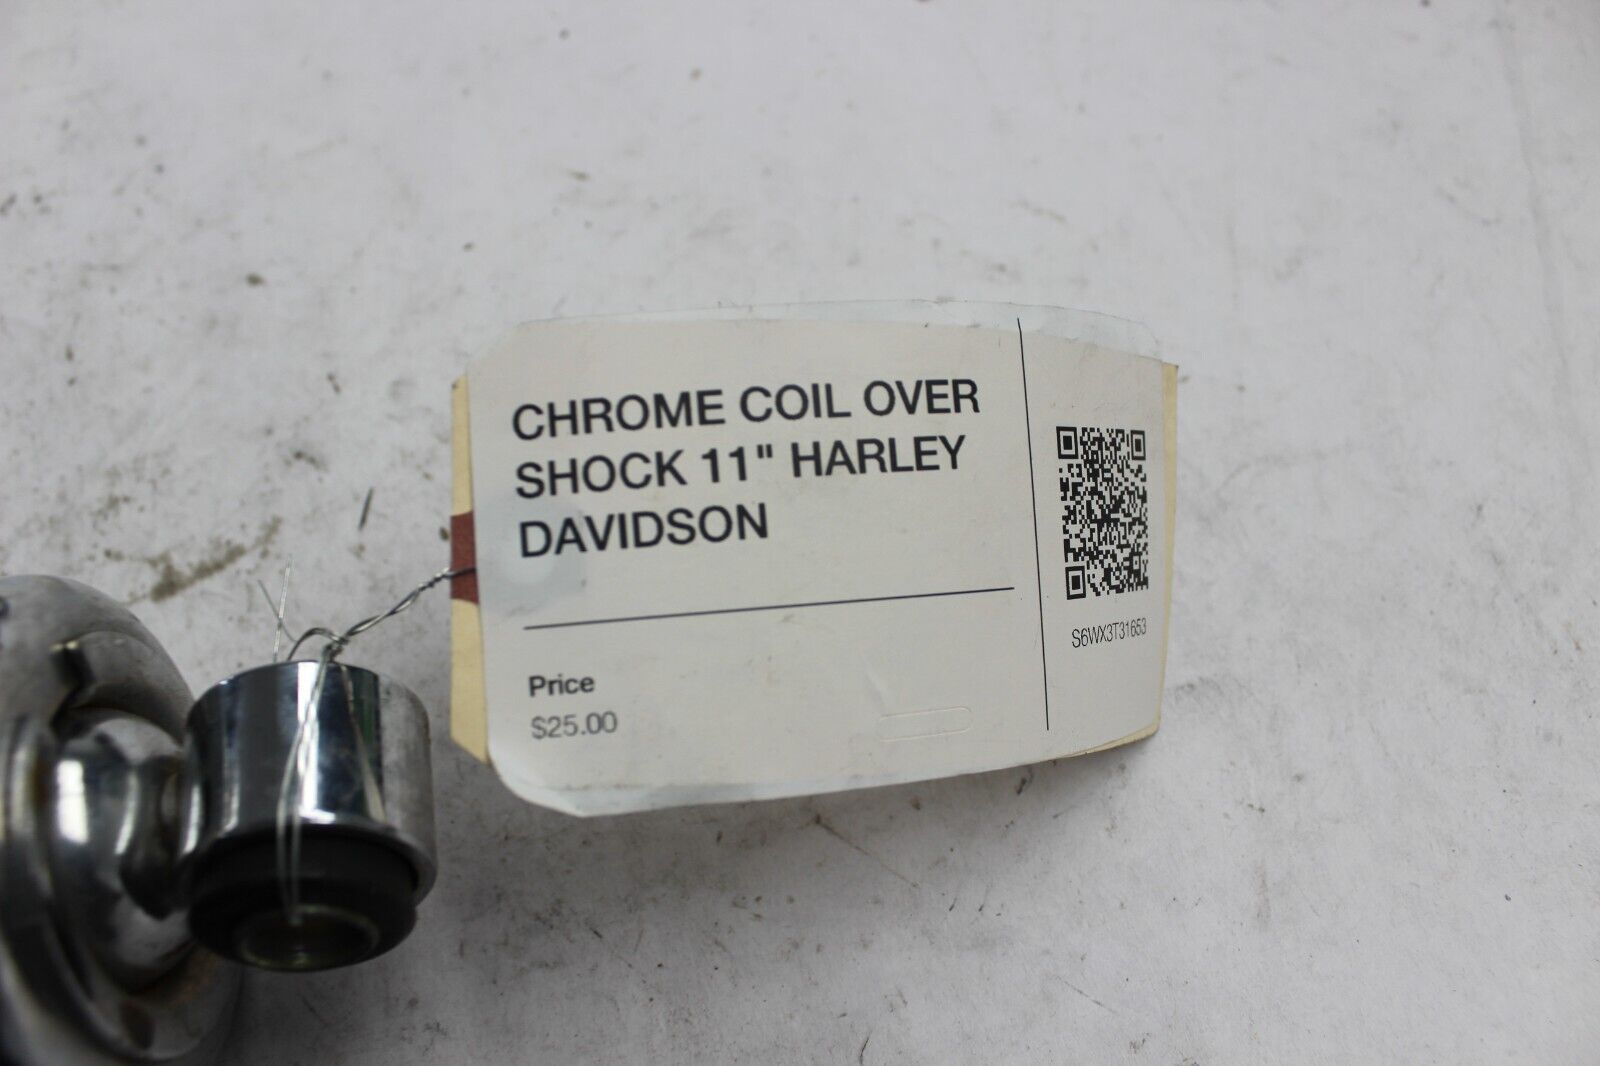 CHROME COIL OVER
SHOCK 11" HARLEY
DAVIDSON
Price
$25.00
S6WX3T31653